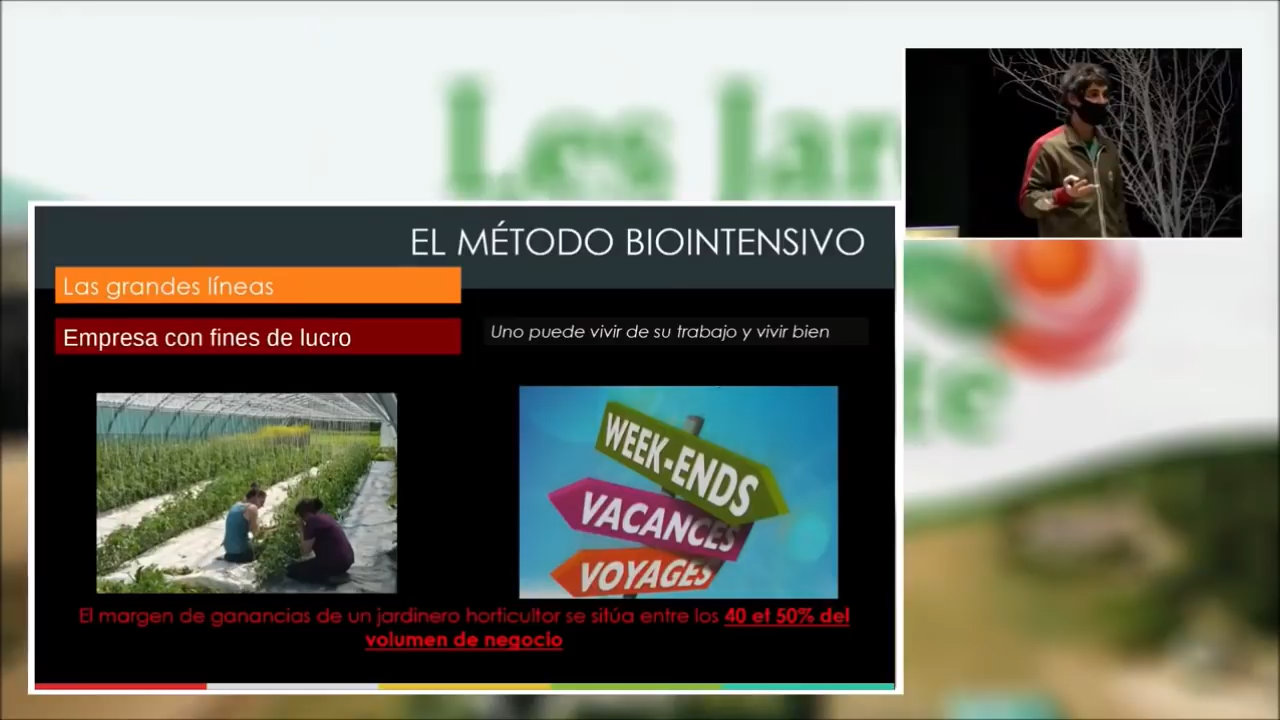 Les Jar
EL MÉTODO BIOINTENSIVO
Las grandes líneas
Empresa con fines de lucro
Uno puede vivir de su trabajo y vivir bien
WEEK-ENDS
VACANCES
VOYAGES
El margen de ganancias de un jardinero horticultor se sitúa entre los 40 et 50% del
volumen de negocio